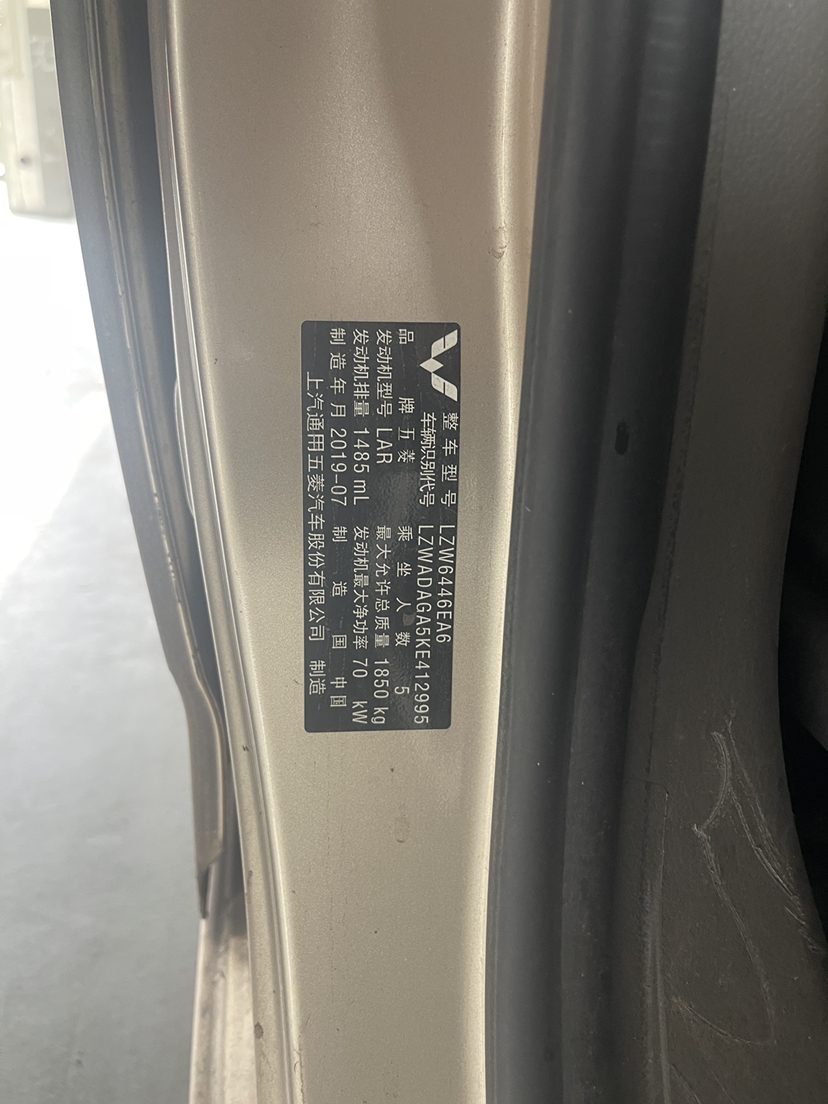 整车型号 LZW6446EA6
车辆识别代号 LZWADAGA5KE412995
品牌 五菱 乘坐人数 5
发动机型号 LAR 最大允许总质量 1850 kg
发动机排量 1485 mL 发动机最大净功率 70 kW
制造年月 2019-07 制造国 中国
上汽通用五菱汽车股份有限公司 制造